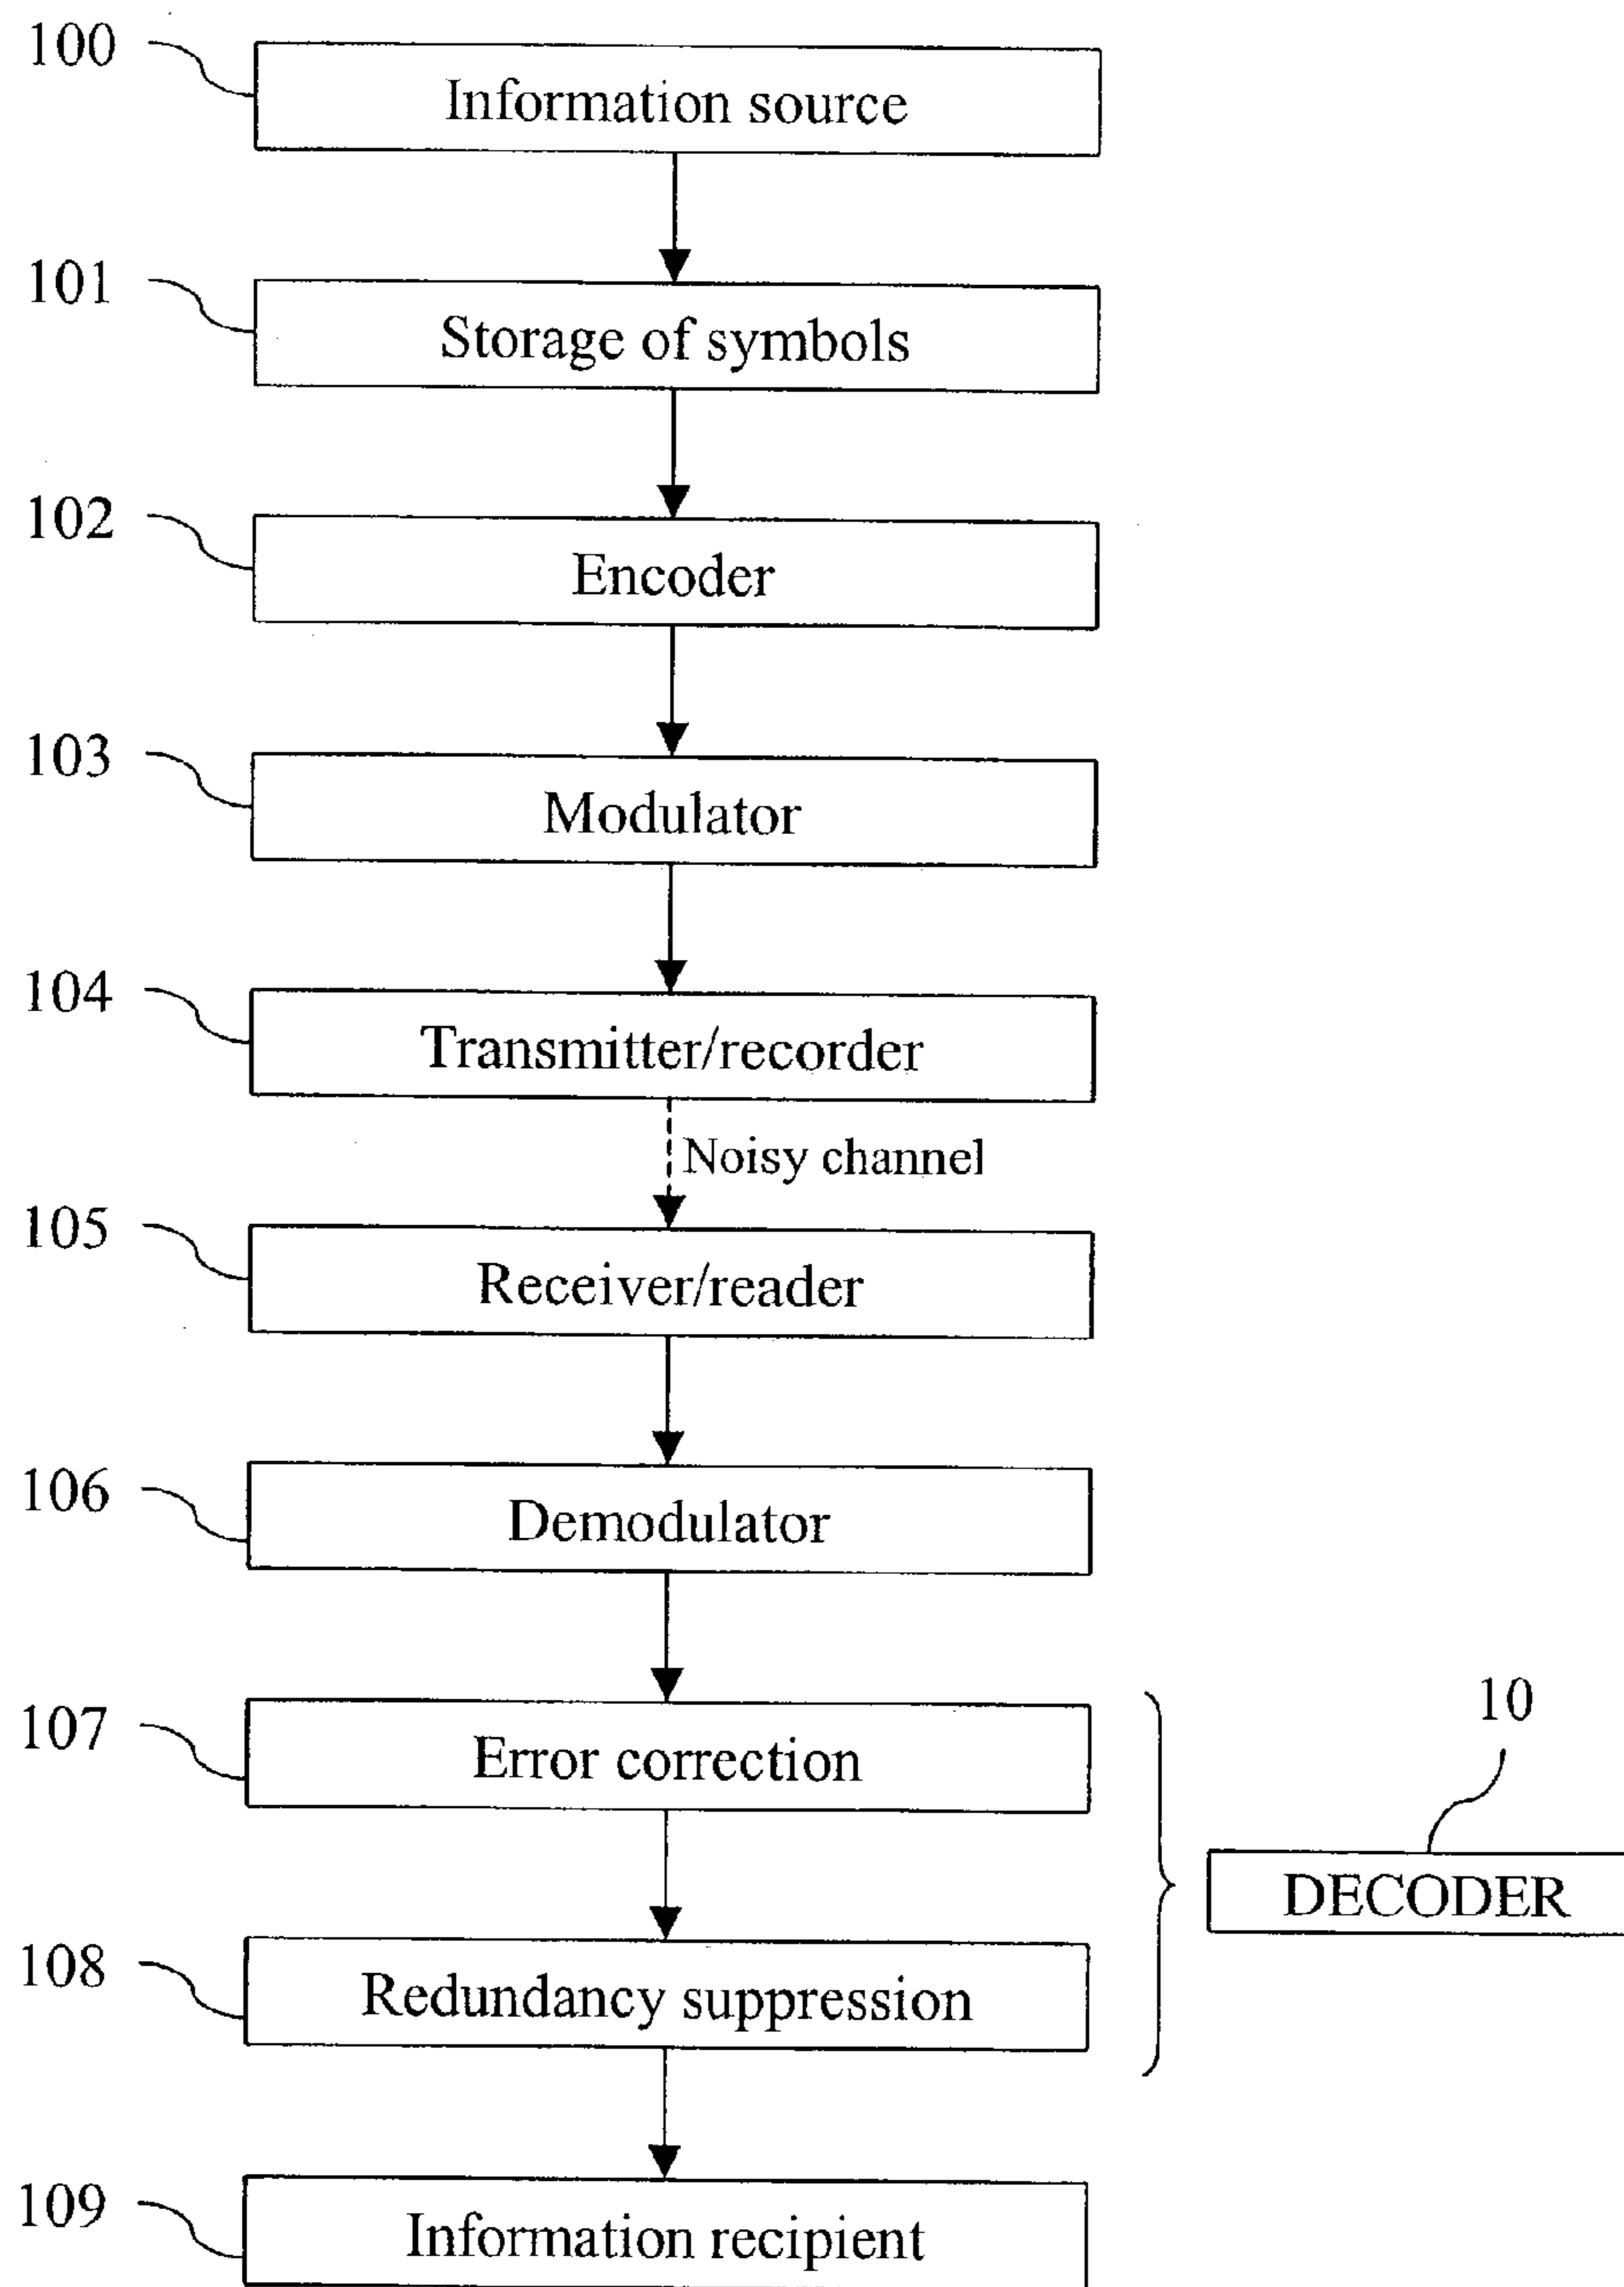 100
Information source
101
Storage of symbols
102
Encoder
103
Modulator
104
Transmitter/recorder
Noisy channel
105
Receiver/reader
106
Demodulator
107
Error correction
10
DECODER
108
Redundancy suppression
109
Information recipient